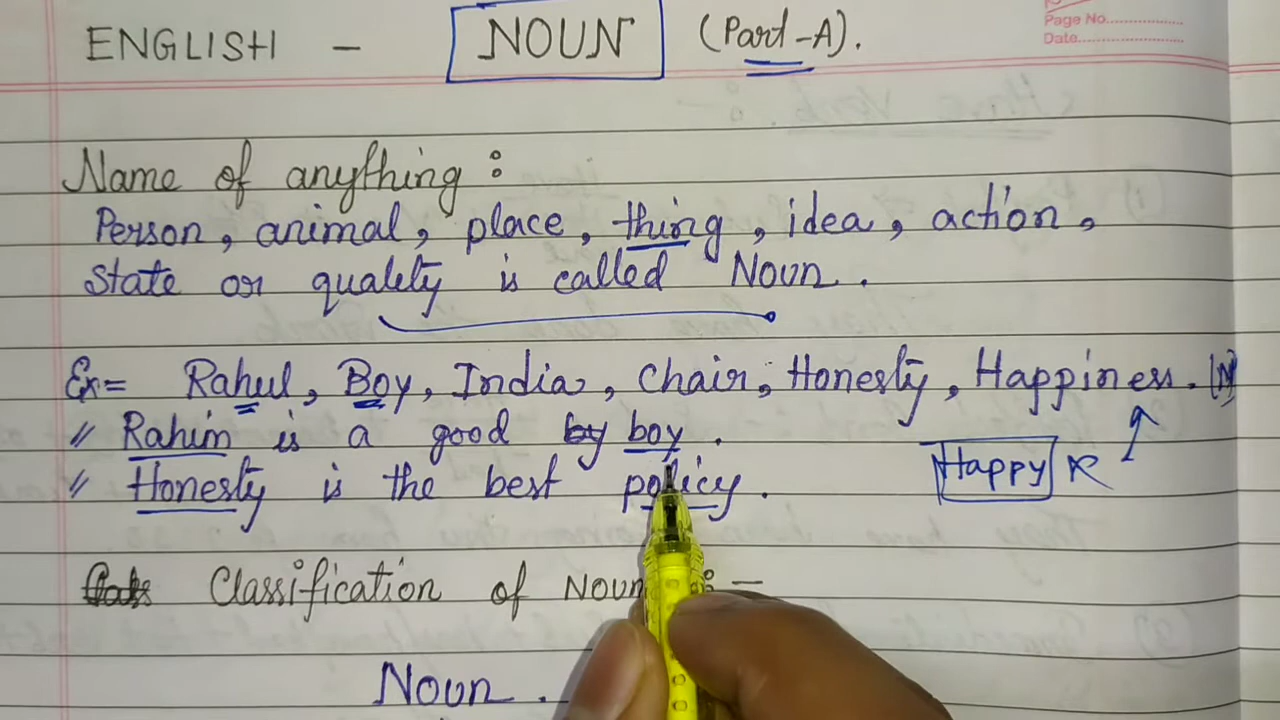 Page No.
Date.
ENGLISH - NOUN (Part-A).
Name of anything :
Person, animal, place, thing, idea, action,
state or quality is called Noun.
Ex= Rahul, Boy, India, Chair, Honesty, Happiness. (N)
" Rahim is a good by boy.
Happy
" Honesty is the best policy.
Classification of Noun :-
Noun.